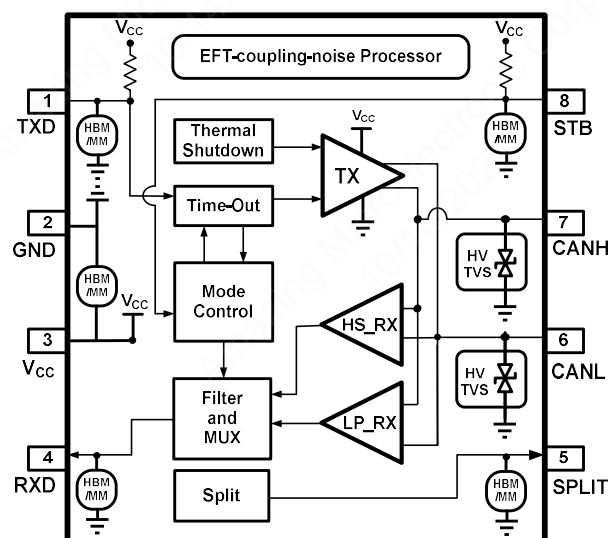 VCC
EFT-coupling-noise Processor
VCC
1
TXD
HBM
/MM
8
STB
HBM
/MM
Thermal
Shutdown
VCC
TX
Time-Out
2
GND
7
CANH
HV
TVS
HBM
/MM
Mode
Control
VCC
3
VCC
HS_RX
6
CANL
HV
TVS
Filter
and
MUX
LP_RX
4
RXD
HBM
/MM
Split
5
SPLIT
HBM
/MM